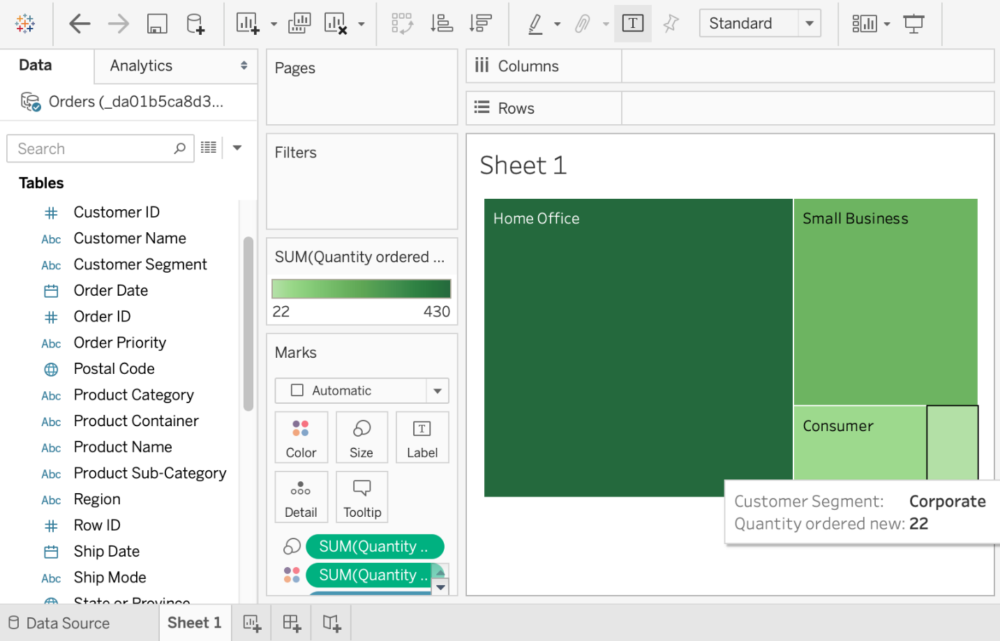 Standard
Data
Analytics
Orders (_da01b5ca8d3...
Search
Tables
# Customer ID
Abc Customer Name
Abc Customer Segment
Order Date
# Order ID
Abc Order Priority
Postal Code
Abc Product Category
Abc Product Container
Abc Product Name
Abc Product Sub-Category
Abc Region
# Row ID
Ship Date
Abc Ship Mode
State or Province
Pages
Filters
SUM(Quantity ordered ...
22 430
Marks
Automatic
Color Size T Label
Detail Tooltip
SUM(Quantity ..
SUM(Quantity ..
Columns
Rows
Sheet 1
Home Office
Small Business
Consumer
Customer Segment: Corporate
Quantity ordered new: 22
Data Source
Sheet 1